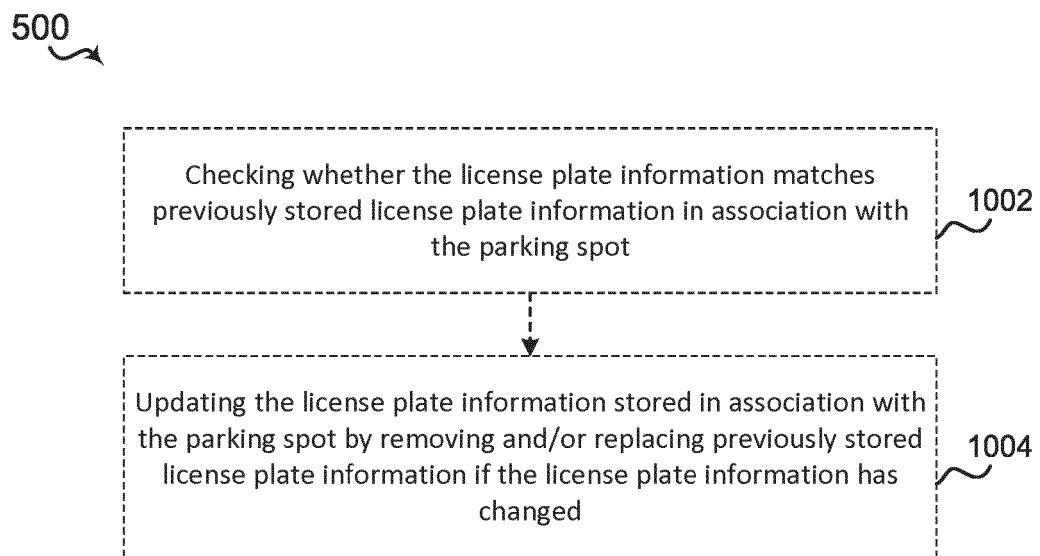 500
Checking whether the license plate information matches
previously stored license plate information in association with
the parking spot
1002
Updating the license plate information stored in association with
the parking spot by removing and/or replacing previously stored
license plate information if the license plate information has
changed
1004